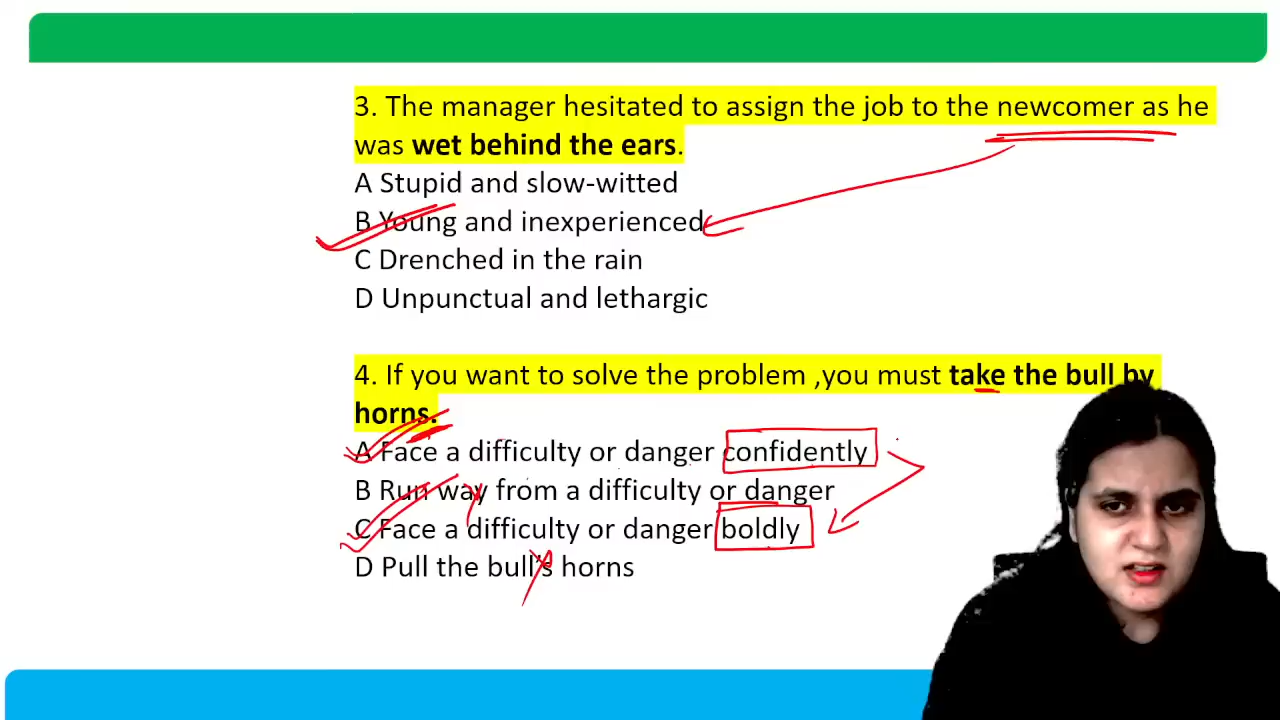 3. The manager hesitated to assign the job to the newcomer as he
was wet behind the ears.
A Stupid and slow-witted
B Young and inexperienced
C Drenched in the rain
D Unpunctual and lethargic
4. If you want to solve the problem ,you must take the bull by
horns.
A Face a difficulty or danger confidently
B Run way from a difficulty or danger
C Face a difficulty or danger boldly
D Pull the bull's horns